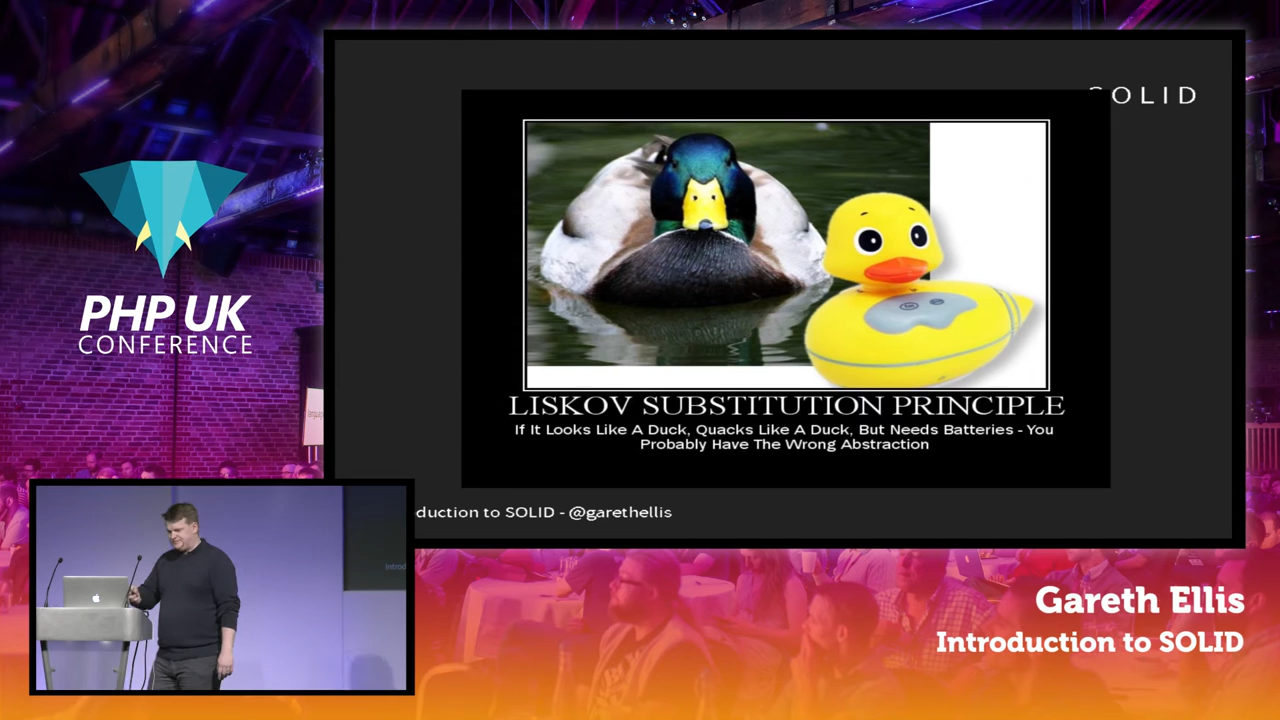 SOLID
LISKOV SUBSTITUTION PRINCIPLE
If It Looks Like A Duck, Quacks Like A Duck, But Needs Batteries - You
Probably Have The Wrong Abstraction
duction to SOLID - @garethellis
PHP UK
CONFERENCE
introd
Gareth Ellis
Introduction to SOLID